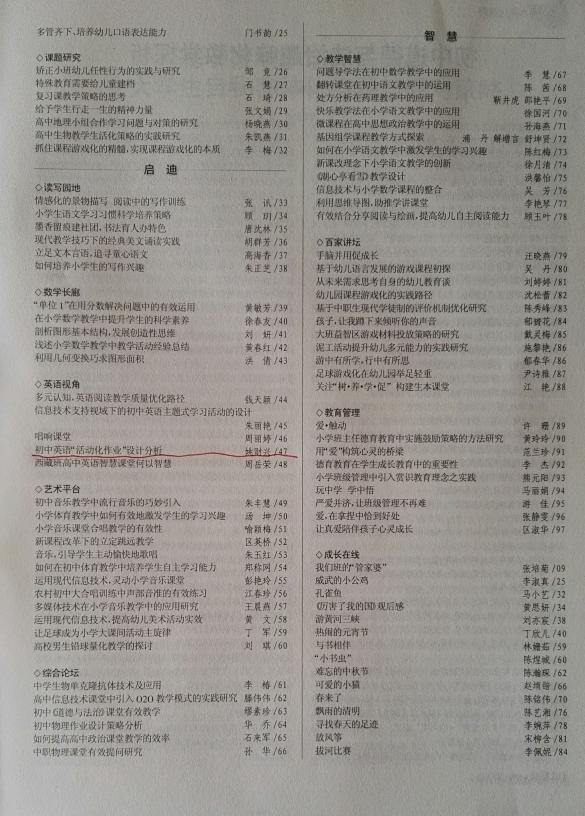 多管齐下、培养幼儿口语表达能力 门书韵/25
◇课题研究
矫正小班幼儿任性行为的实践与研究 邹 竟/26
特殊教育需要给儿童建档 石 慧/27
复习课教学策略的思考 石 琦/28
给予学生行走一生的精神力量 张文娟/29
高中地理小组合作学习问题与对策的研究 杨晓燕/30
高中生物教学生活化策略的实践研究 朱凯燕/31
抓住课程游戏化的精髓,实现课程游戏化的本质 李 梅/32
启 迪
◇读写园地
情感化的景物描写 阅读中的写作训练 张 讯/33
小学生语文学习习惯科学培养策略 顾 玥/34
墨香留痕建社团,书法育人办特色 唐沈林/35
现代教学技巧下的经典美文诵读实践 胡群芳/36
立足文本言语,追寻童心语文 高海香/37
如何培养小学生的写作兴趣 朱正芝/38
◇数学长廊
“单位1”在用分数解决问题中的有效运用 黄敏芳/39
在小学数学教学中提升学生的科学素养 徐春友/40
剖析图形基本结构,发展创造性思维 刘 妍/41
浅述小学数学教学中教学活动经验总结 黄春红/42
利用几何变换巧求图形面积 洪 倩/43
◇英语视角
多元认知,英语阅读教学质量优化路径 钱天颖/44
信息技术支持视域下的初中英语主题式学习活动的设计
朱丽艳/45
唱响课堂 周丽婷/46
初中英语“活动化作业”设计分析 姚财兴/47
西藏班高中英语智慧课堂何以智慧 周岳荣/48
◇艺术平台
初中音乐教学中流行音乐的巧妙引入 朱丰慧/49
小学体育教学中如何有效地激发学生的学习兴趣 汤 坤/50
小学音乐课堂合唱教学的有效性 喻颖梅/51
新课程改革下的立定跳远教学 区英桥/52
音乐,引导学生主动愉快地歌唱 朱玉红/53
如何在初中体育教学中培养学生自主学习能力 郑称网/54
运用现代信息技术,灵动小学音乐课堂 彭艳玲/55
农村初中大合唱训练中声部音准的有效练习 江春珍/56
多媒体技术在小学音乐教学中的应用研究 王晨燕/57
运用现代信息技术,提高幼儿美术活动实效 黄 文/58
让足球成为小学大课间活动主旋律 丁 军/59
高校男生铅球量化教学的探讨 刘 琪/60
◇综合论坛
中学生物单克隆抗体技术及应用 李 椿/61
高中信息技术课堂中引入O2O教学模式的实践研究 滕伟伟/62
初中《道德与法治》课堂有效教学 缪素珍/63
初中物理作业设计策略分析 华 乔/64
如何提高高中政治课堂教学的效率 石来军/65
中职物理课堂有效提问研究 孙 华/66
智 慧
◇教学智慧
问题导学法在初中数学教学中的应用 李 慧/67
翻转课堂在初中语文教学中的运用 陈 茜/68
处方分析在药理学教学中的应用 靳井虎 邵艳平/69
快乐教学法在小学语文教学中的应用 徐国河/70
微课程在高中思想政治教学中的运用 孙海燕/71
基因组学课程教学方式探索 浦 丹 解增言 舒坤贤/72
如何在小学语文教学中激发学生的学习兴趣 陈红梅/73
新课改理念下小学语文教学的创新 徐月清/74
《朗心亭看雪》教学设计 洪馨怡/75
信息技术与小学数学课程的整合 吴 芳/76
利用思维导图,助推学讲课堂 李艳琴/77
有效结合分享阅读与绘画,提高幼儿自主阅读能力 顾玉叶/78
◇百家讲坛
手脑并用促成长 汪晓燕/79
基于幼儿语言发展的游戏课程初探 吴 丹/80
从未来需求思考自身的幼儿教育谈 刘婷婷/81
幼儿园课程游戏化的实践路径 沈松蕾/82
基于中职生现代学徒制的评价机制优化研究 陈秀峰/83
孩子,让我蹲下来倾听你的声音 郁媛花/84
大班益智区游戏材料投放策略的研究 戴灵梅/85
泥工活动提升幼儿多元能力的实践研究 施黎艳/86
游中有所学,行中有所思 郁春华/86
足球游戏化在幼儿园举足轻重 尹诗雅/87
关注“树·养·学·促”构建生本课堂 江 艳/88
◇教育管理
爱·触动 许 珊/89
小学班主任德育教育中实施鼓励策略的方法研究 黄玲玲/90
用“爱”构筑心灵的桥梁 范兰珍/91
德育教育在学生成长教育中的重要性 李 杰/92
小学班级管理中引入赏识教育理念之实践 熊元阳/93
玩中学 学中悟 马丽娟/94
严爱并济,让班级管理不再难 游 佳/95
爱,在拿捏中恰到好处 张静雯/96
让真爱陪伴孩子心灵成长 区淑华/97
◇成长在线
我们班的“管家婆” 张培菊/09
威武的小公鸡 李淑真/25
孔雀鱼 马小艺/32
《厉害了我的国》观后感 黄思妍/34
游黄河三峡 刘亦宸/38
热闹的元宵节 丁欣儿/40
与书相伴 林姗茹/59
“小书虫” 陈煜城/60
难忘的中秋节 陈瀚琛/62
可爱的小猫 赵堉锴/66
春来了 陈铭伟/70
飘雨的清明 陈艺湘/76
寻找春天的足迹 李婉萍/78
放风筝 宋柳含/81
拔河比赛 李佩妮/84